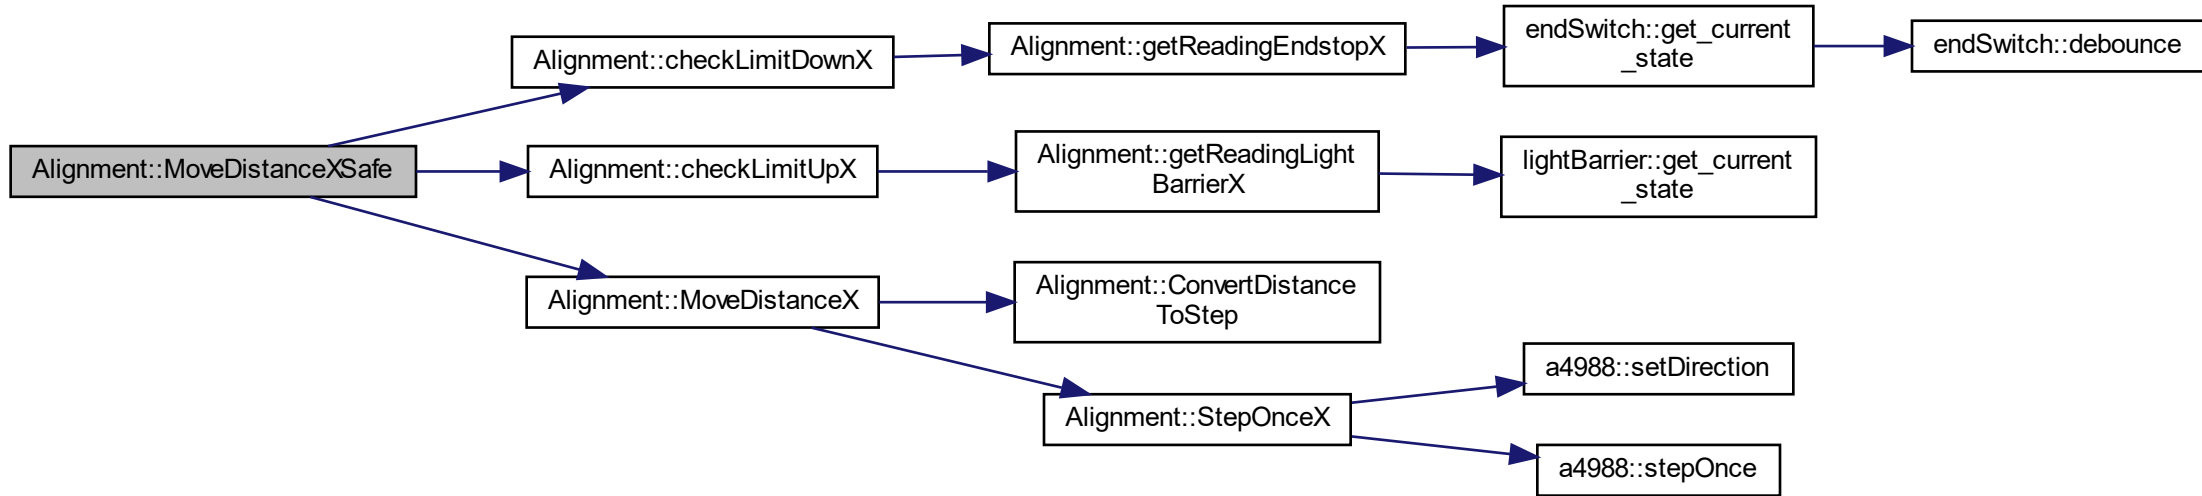 Alignment::MoveDistanceXSafe
Alignment::checkLimitDownX
Alignment::getReadingEndstopX
endSwitch::get_current
_state
endSwitch::debounce
Alignment::checkLimitUpX
Alignment::getReadingLight
BarrierX
lightBarrier::get_current
_state
Alignment::MoveDistanceX
Alignment::ConvertDistance
ToStep
Alignment::StepOnceX
a4988::setDirection
a4988::stepOnce